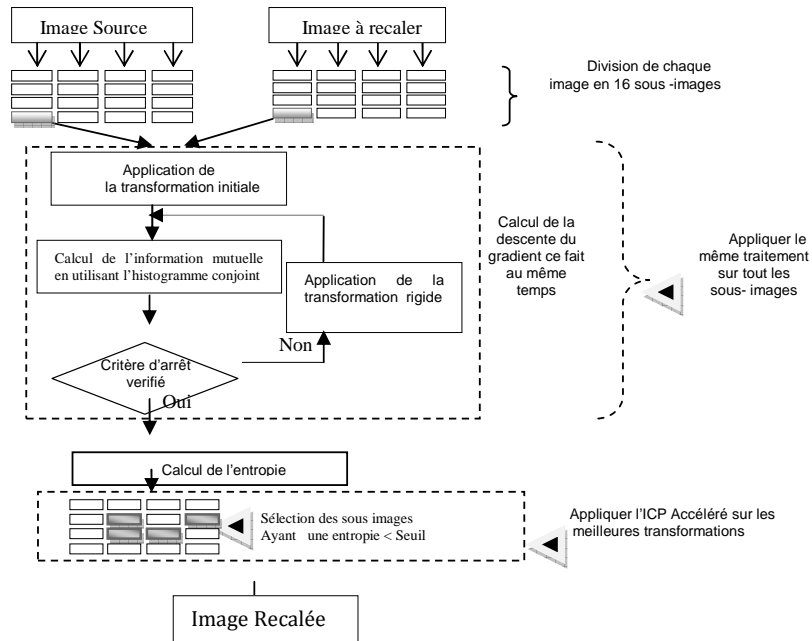 Image Source
Image à recaler
Division de chaque
image en 16 sous -images
Application de
la transformation initiale
Calcul de l'information mutuelle
en utilisant l'histogramme conjoint
Application de la
transformation rigide
Non
Critère d'arrêt
verifié
Oui
Calcul de la
descente du
gradient ce fait
au même
temps
Appliquer le
même traitement
sur tout les
sous- images
Calcul de l'entropie
Sélection des sous images
Ayant une entropie < Seuil
Appliquer l'ICP Accéléré sur les
meilleures transformations
Image Recalée